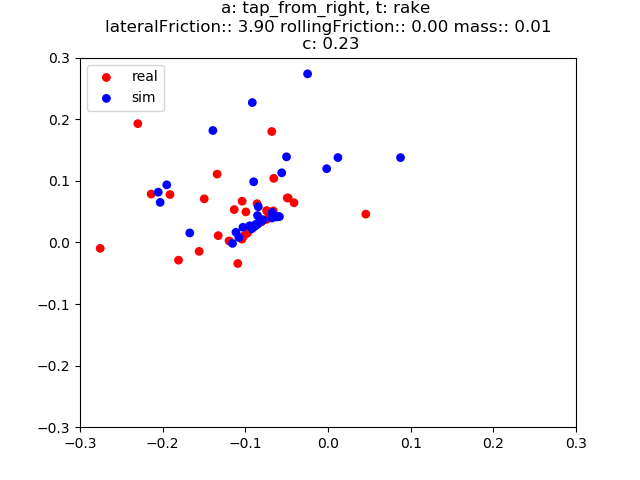 a: tap_from_right, t: rake
lateralFriction:: 3.90 rollingFriction:: 0.00 mass:: 0.01
c: 0.23
real
sim
0.3
0.2
0.1
0.0
−0.1
−0.2
−0.3
−0.3
−0.2
−0.1
0.0
0.1
0.2
0.3